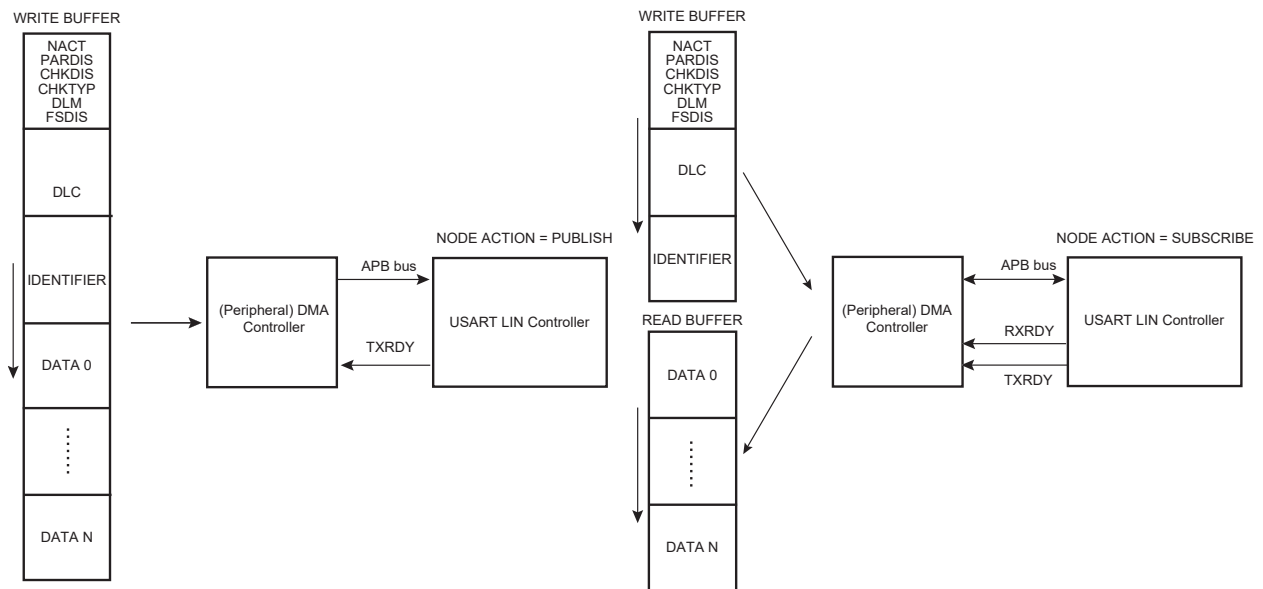 WRITE BUFFER
NACT
PARDIS
CHKDIS
CHKTYP
DLM
FSDIS
DLC
IDENTIFIER
DATA 0
DATA N
(Peripheral) DMA
Controller
APB bus
TXRDY
NODE ACTION = PUBLISH
USART LIN Controller
WRITE BUFFER
NACT
PARDIS
CHKDIS
CHKTYP
DLM
FSDIS
DLC
IDENTIFIER
READ BUFFER
DATA 0
DATA N
(Peripheral) DMA
Controller
APB bus
RXRDY
TXRDY
NODE ACTION = SUBSCRIBE
USART LIN Controller